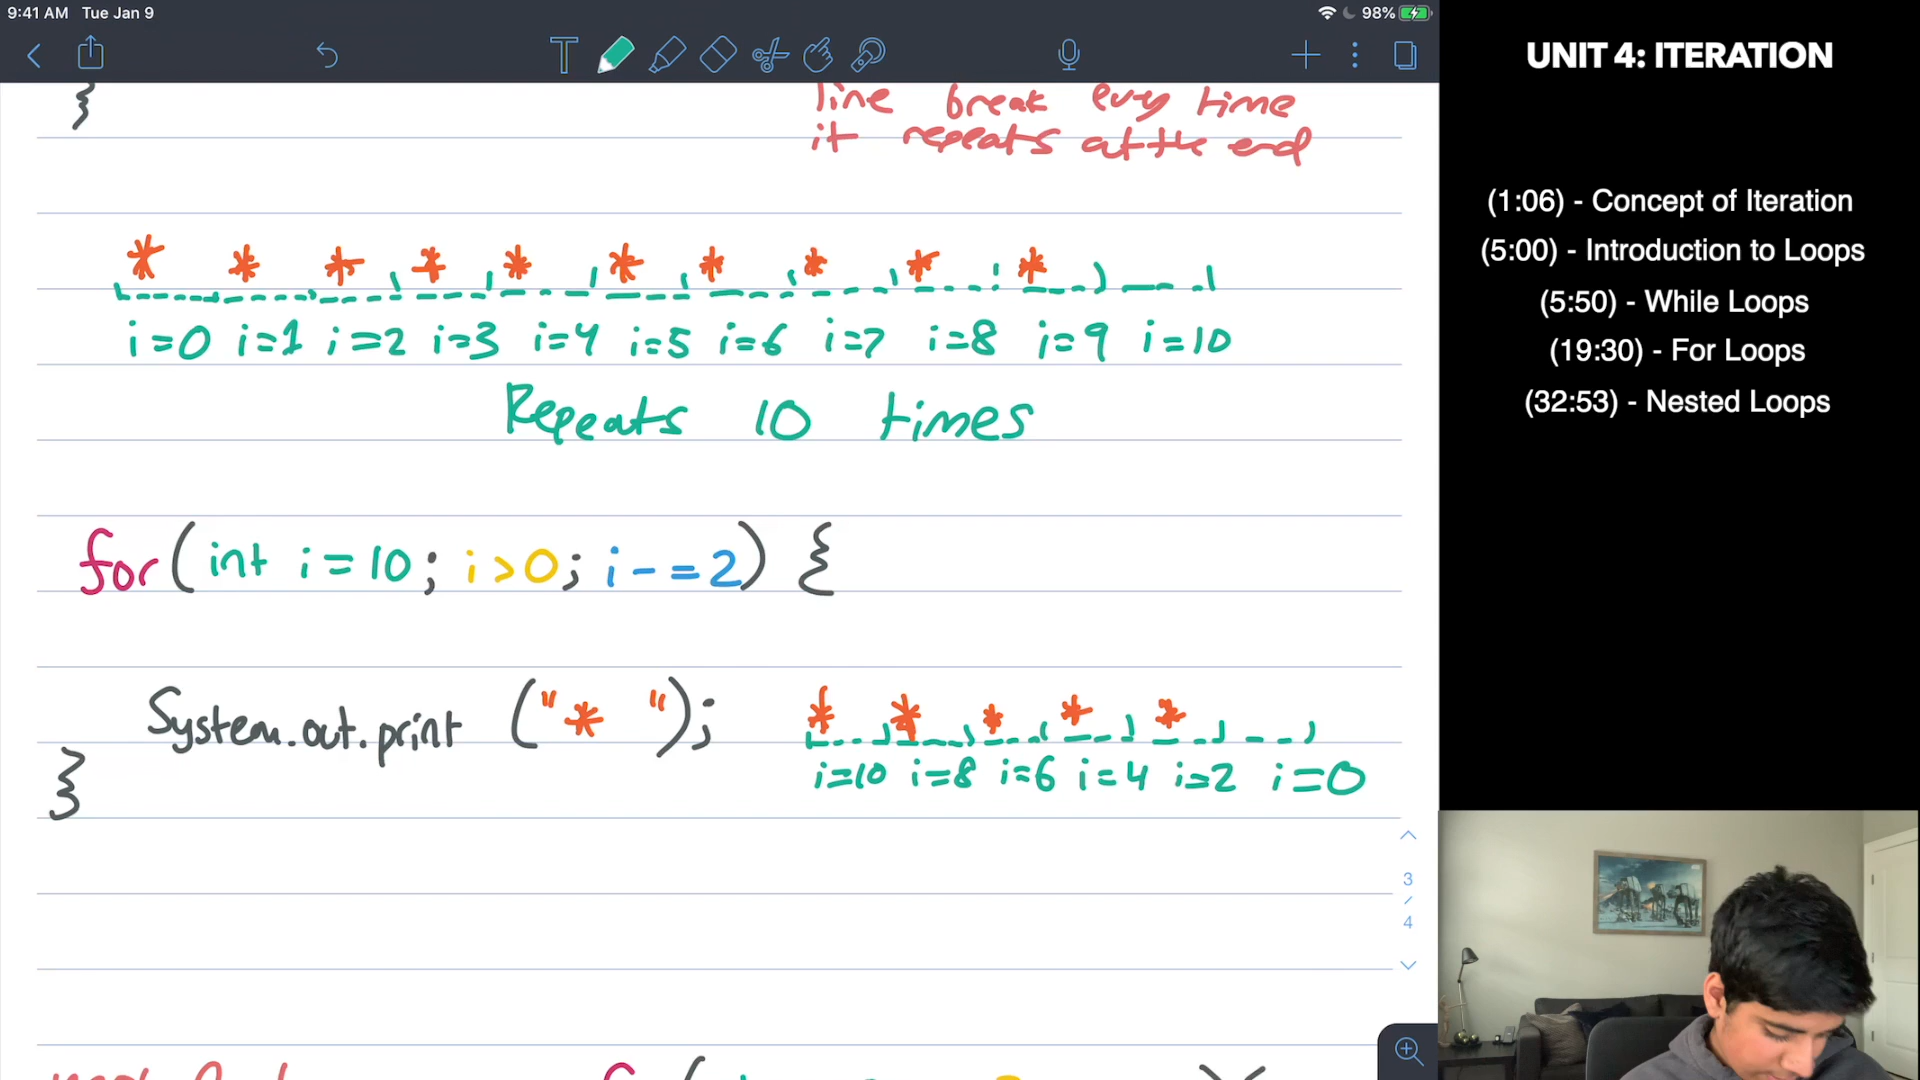 9:41 AM Tue Jan 9
98%
}
line break every time
it repeats at the end
* * * * * * * * * *
i=0 i=1 i=2 i=3 i=4 i=5 i=6 i=7 i=8 i=9 i=10
Repeats 10 times
for(int i=10; i>0; i-=2) {
System.out.print ("* ");
* * * * *
i=10 i=8 i=6 i=4 i=2 i=0
}
3
/
4
UNIT 4: ITERATION
(1:06) - Concept of Iteration
(5:00) - Introduction to Loops
(5:50) - While Loops
(19:30) - For Loops
(32:53) - Nested Loops